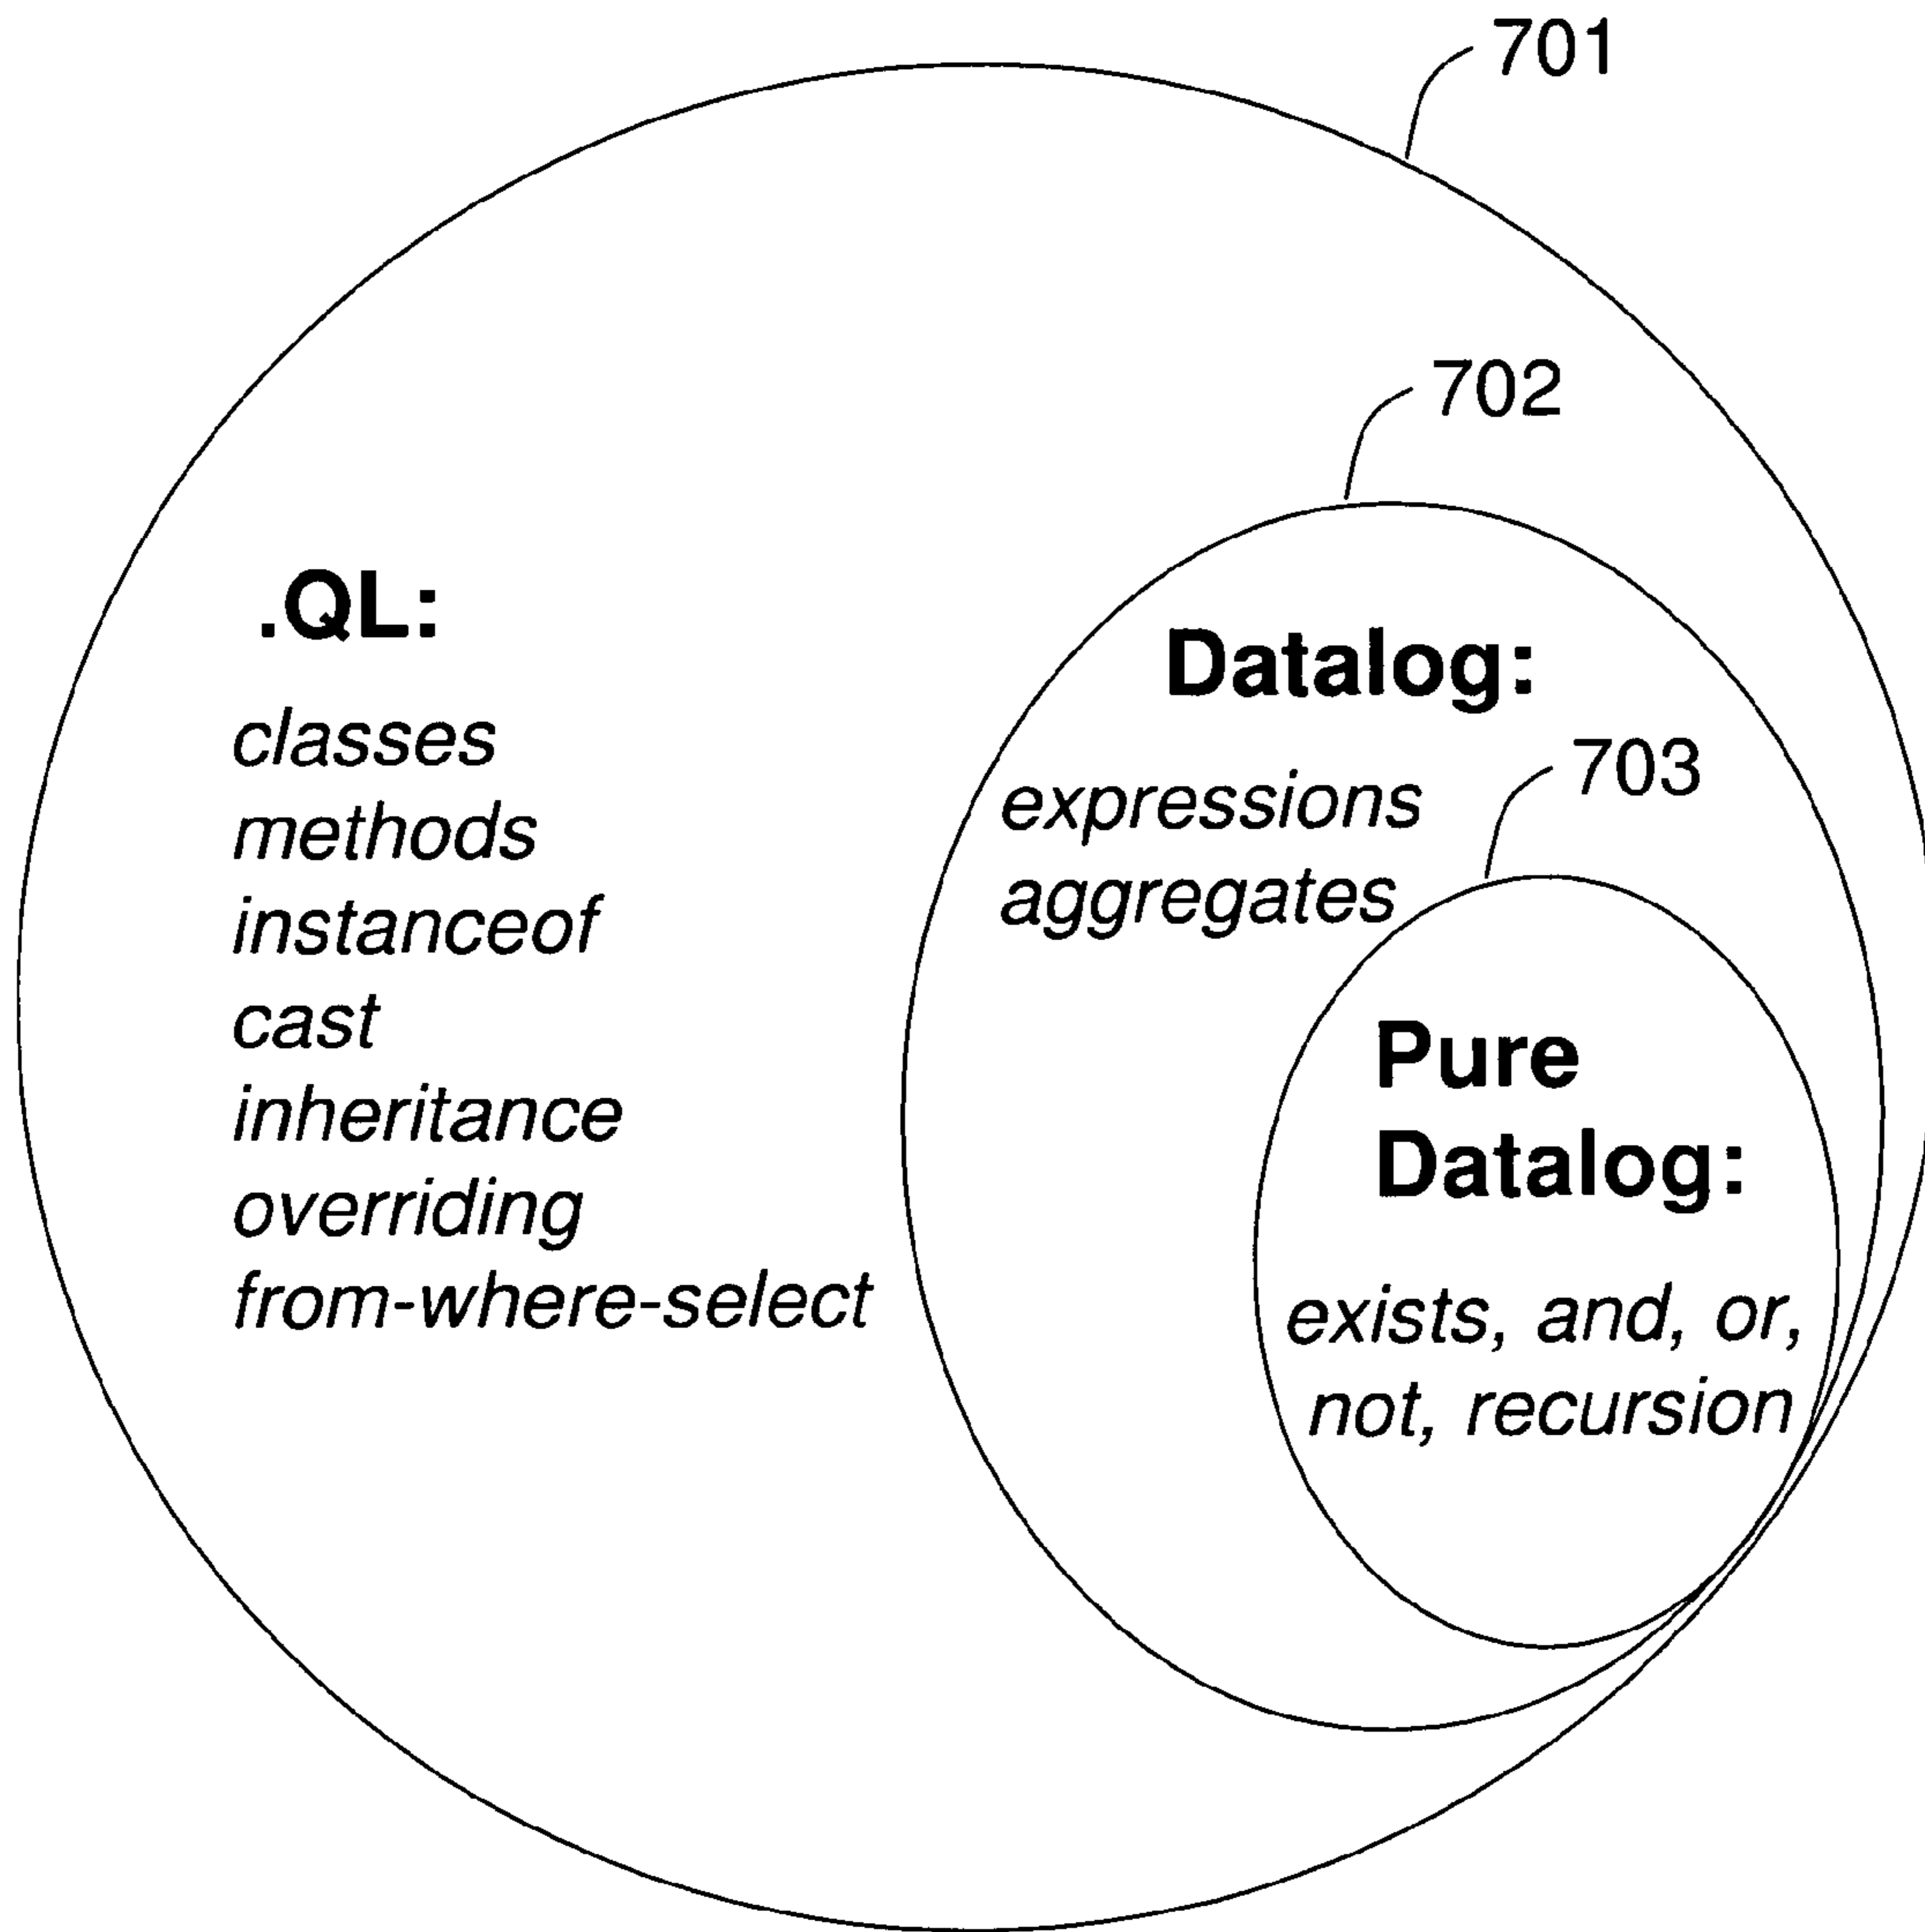 701
702
.QL:
classes
methods
instanceof
cast
inheritance
overriding
from-where-select
Datalog:
expressions
aggregates
703
Pure
Datalog:
exists, and, or,
not, recursion